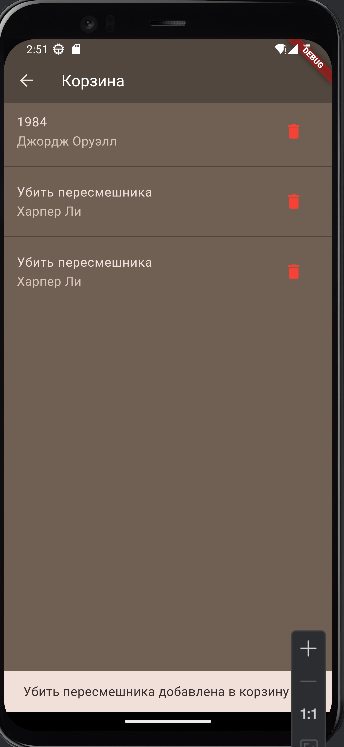 2:51
DEBUG
Корзина
1984
Джордж Оруэлл
Убить пересмешника
Харпер Ли
Убить пересмешника
Харпер Ли
Убить пересмешника добавлена в корзину
1:1